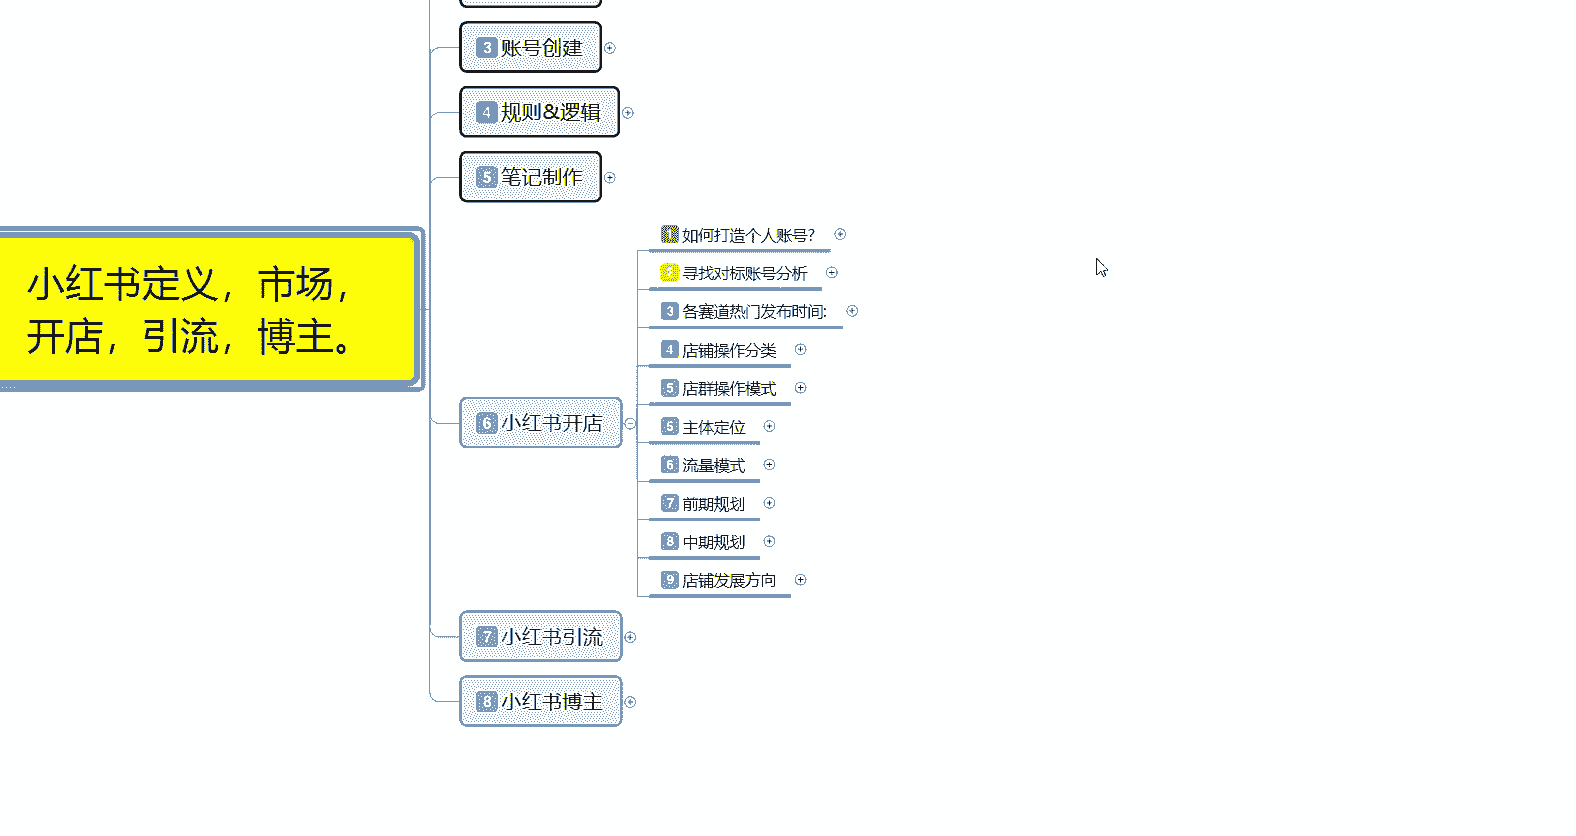 3 账号创建
4 规则&逻辑
5 笔记制作
小红书定义，市场，
开店，引流，博主。
6 小红书开店
1 如何打造个人账号?
寻找对标账号分析
3 各赛道热门发布时间:
4 店铺操作分类
5 店群操作模式
5 主体定位
6 流量模式
7 前期规划
8 中期规划
9 店铺发展方向
7 小红书引流
8 小红书博主